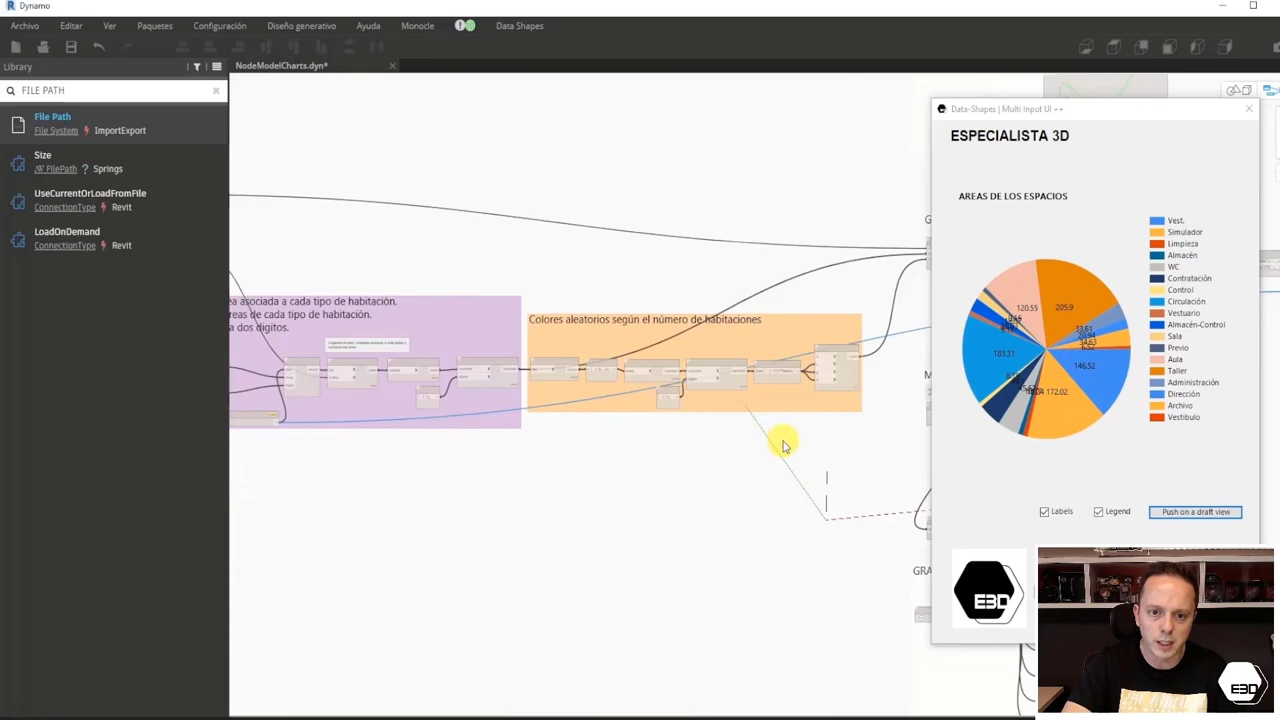 Dynamo
Archivo Editar Ver Paquetes Configuración Diseño generativo Ayuda Monocle Data Shapes
Library
NodeModelCharts.dyn*
FILE PATH
File Path
File System ImportExport
Size
FilePath ? Springs
UseCurrentOrLoadFromFile
ConnectionType Revit
LoadOnDemand
ConnectionType Revit
ea asociada a cada tipo de habitación.
reas de cada tipo de habitación.
a dos digitos.
Colores aleatorios según el número de habitaciones
GRA
Data-Shapes | Multi Input UI ++
ESPECIALISTA 3D
AREAS DE LOS ESPACIOS
205.9
120.55
33.61
183.31
146.52
172.02
Vest.
Simulador
Limpieza
Almacén
WC
Contratación
Control
Circulación
Vestuario
Almacén-Control
Sala
Previo
Aula
Taller
Administración
Dirección
Archivo
Vestibulo
Labels Legend Push on a draft view
E3D
E3D